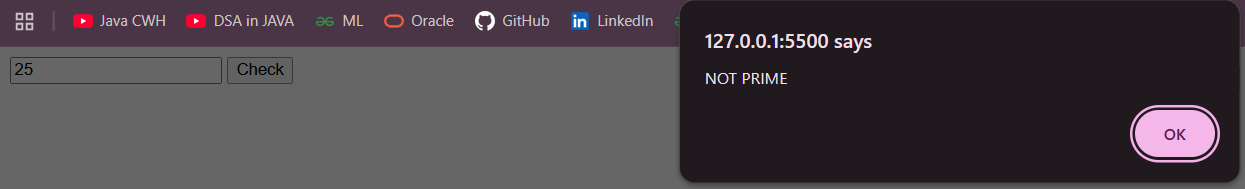 Java CWH DSA in JAVA ML Oracle GitHub LinkedIn
127.0.0.1:5500 says
NOT PRIME
OK
25 Check